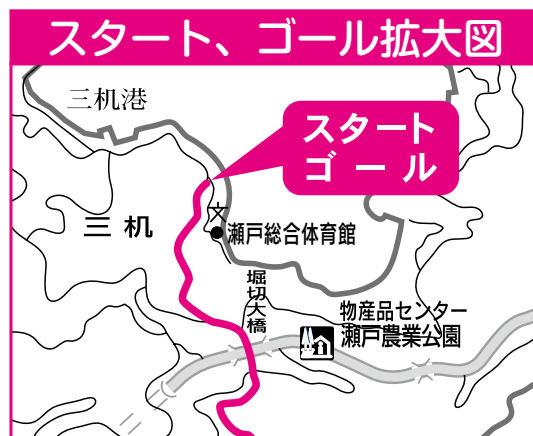 スタート、ゴール拡大図
三机港
スタート
ゴール
三机
文
瀬戸総合体育館
堀切大橋
物産品センター
瀬戸農業公園